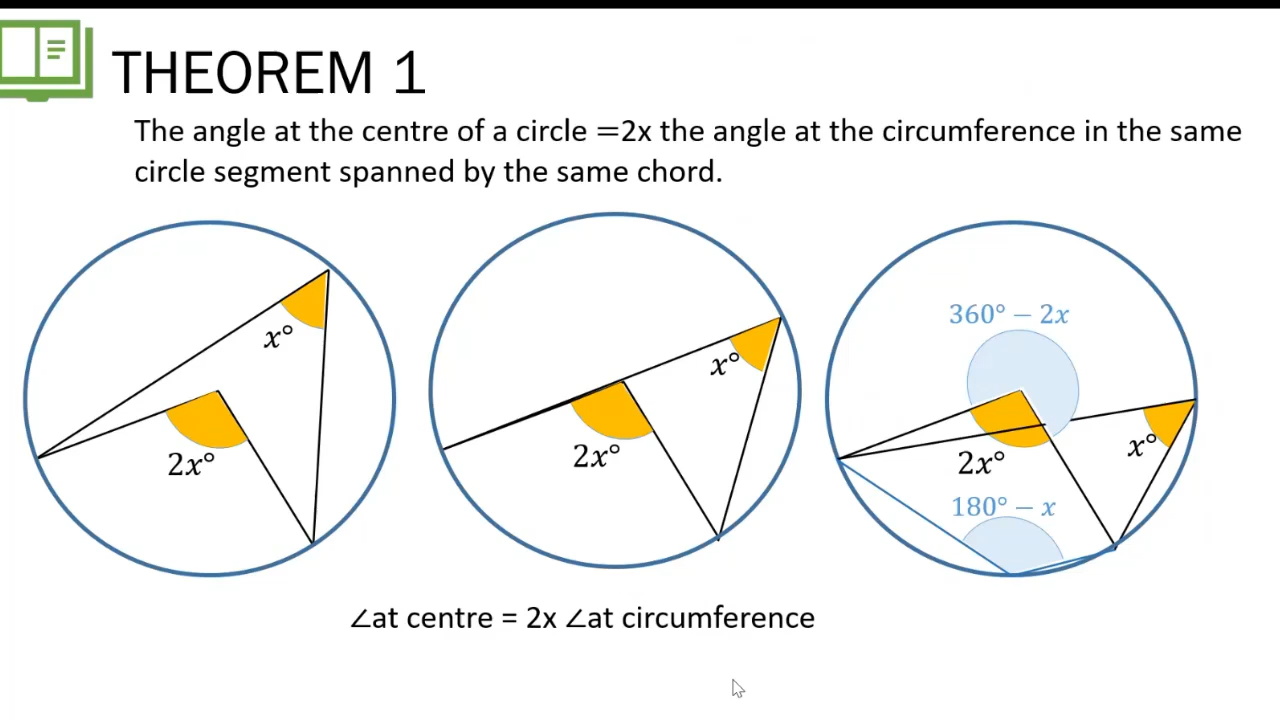 THEOREM 1
The angle at the centre of a circle =2x the angle at the circumference in the same
circle segment spanned by the same chord.
x°
2x°
x°
2x°
360° − 2x
x°
2x°
180° − x
∠at centre = 2x ∠at circumference